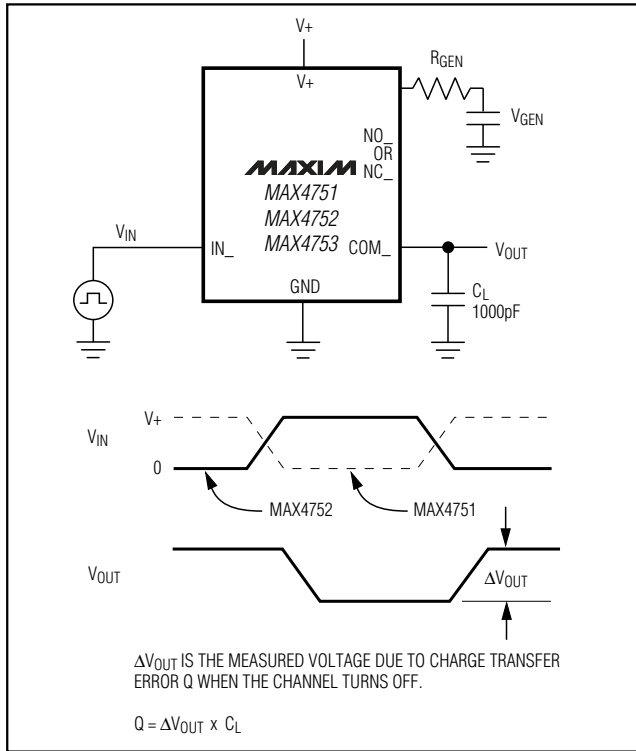 V+
V+
RGEN
VGEN
NO_
OR
NC_
MAXIM
MAX4751
MAX4752
MAX4753
VIN
IN_
COM_
VOUT
GND
CL
1000pF
V+
VIN
0
MAX4752
MAX4751
VOUT
ΔVOUT
ΔVOUT IS THE MEASURED VOLTAGE DUE TO CHARGE TRANSFER
ERROR Q WHEN THE CHANNEL TURNS OFF.
Q = ΔVOUT x CL